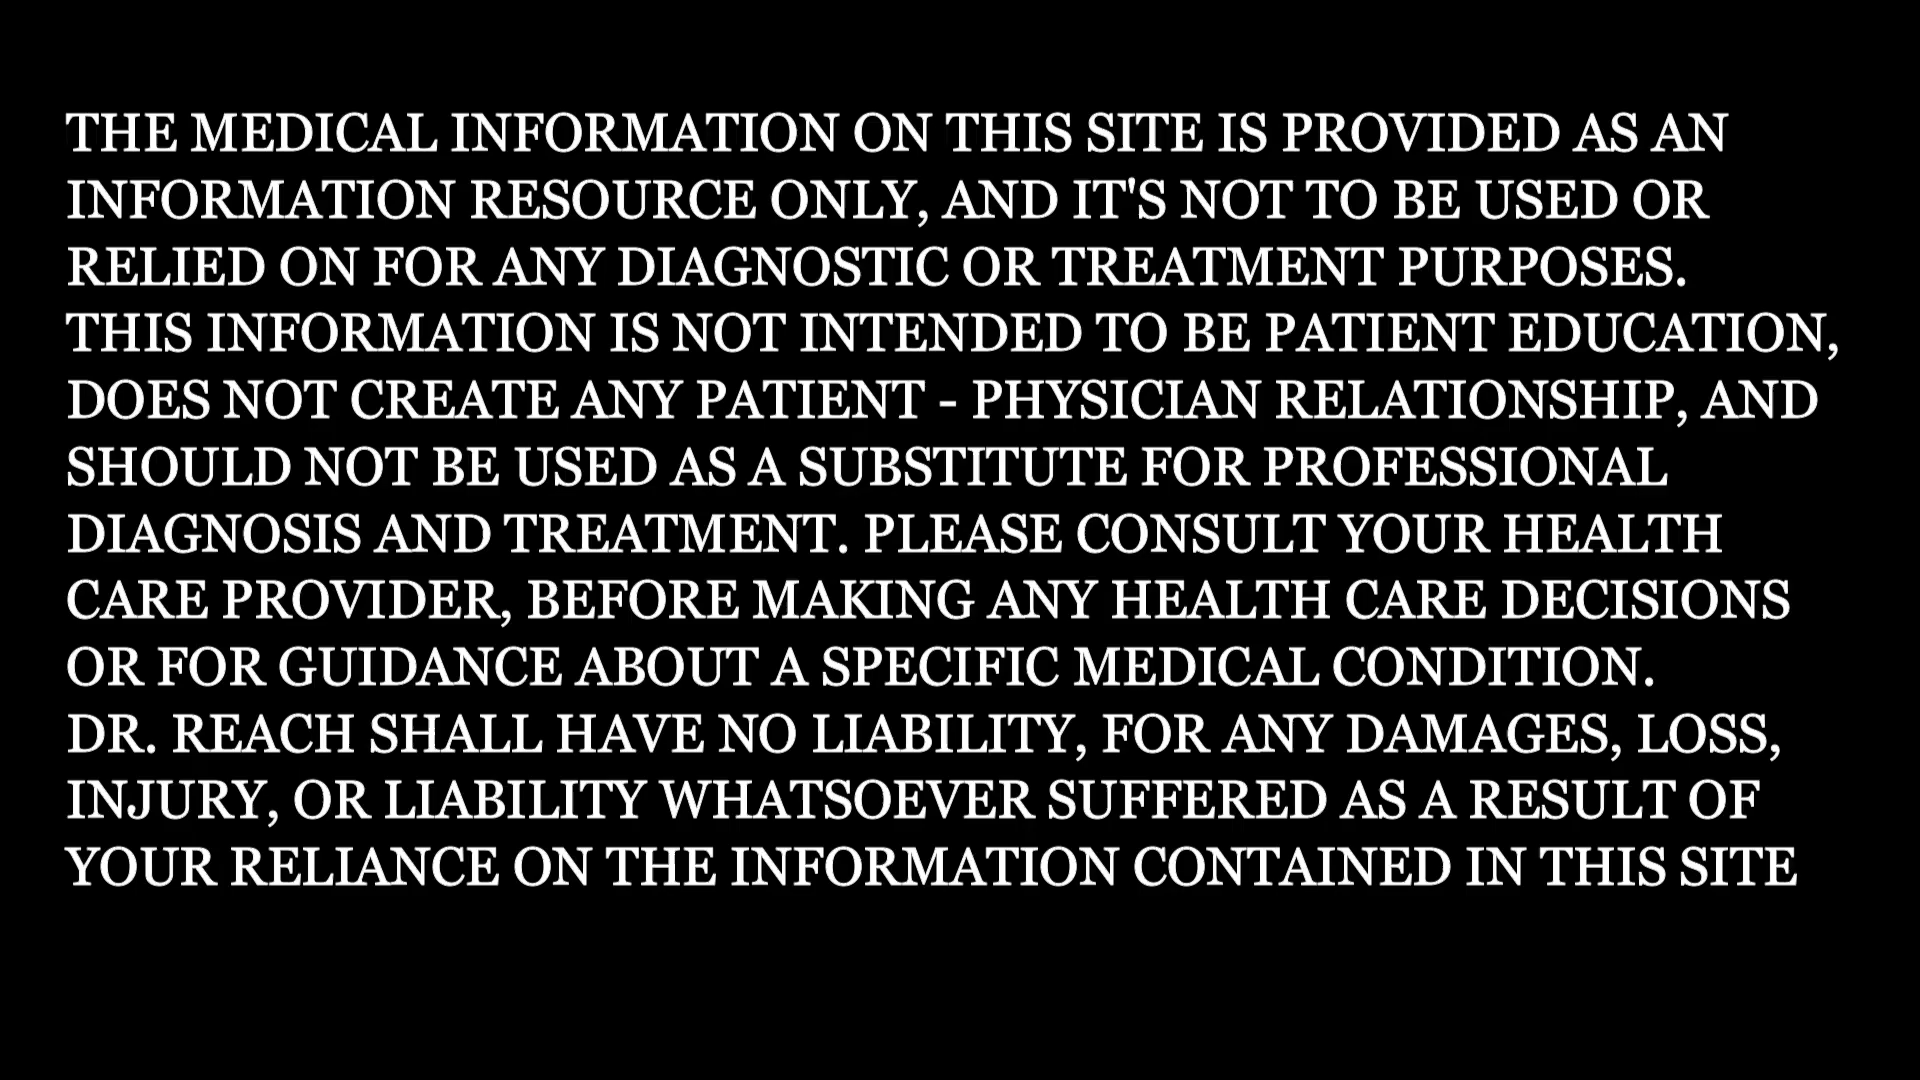 THE MEDICAL INFORMATION ON THIS SITE IS PROVIDED AS AN
INFORMATION RESOURCE ONLY, AND IT'S NOT TO BE USED OR
RELIED ON FOR ANY DIAGNOSTIC OR TREATMENT PURPOSES.
THIS INFORMATION IS NOT INTENDED TO BE PATIENT EDUCATION,
DOES NOT CREATE ANY PATIENT - PHYSICIAN RELATIONSHIP, AND
SHOULD NOT BE USED AS A SUBSTITUTE FOR PROFESSIONAL
DIAGNOSIS AND TREATMENT. PLEASE CONSULT YOUR HEALTH
CARE PROVIDER, BEFORE MAKING ANY HEALTH CARE DECISIONS
OR FOR GUIDANCE ABOUT A SPECIFIC MEDICAL CONDITION.
DR. REACH SHALL HAVE NO LIABILITY, FOR ANY DAMAGES, LOSS,
INJURY, OR LIABILITY WHATSOEVER SUFFERED AS A RESULT OF
YOUR RELIANCE ON THE INFORMATION CONTAINED IN THIS SITE